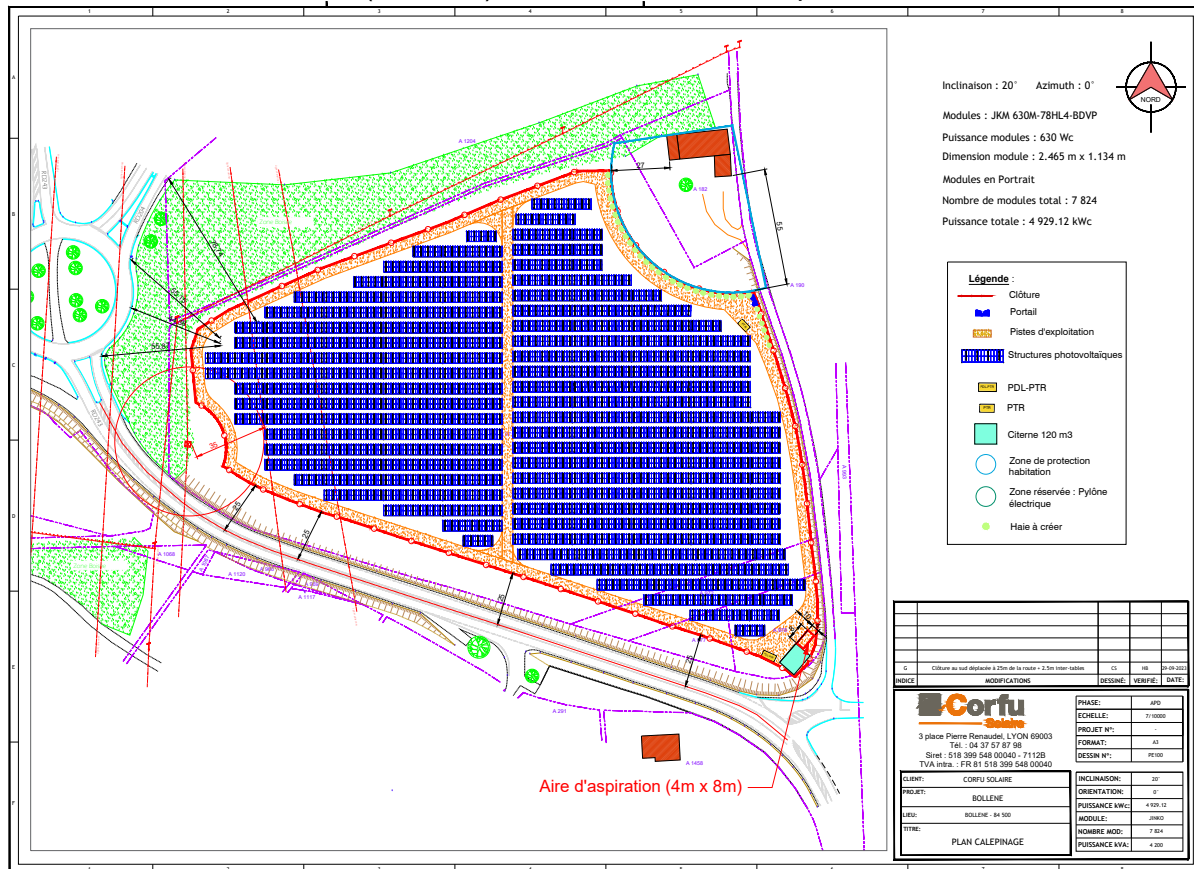 Inclinaison : 20° Azimuth : 0°
NORD
Modules : JKM 630M-78HL4-BDVP
Puissance modules : 630 Wc
Dimension module : 2.465 m x 1.134 m
Modules en Portrait
Nombre de modules total : 7 824
Puissance totale : 4 929.12 kWc
Légende :
Clôture
Portail
Pistes d'exploitation
Structures photovoltaïques
PDL-PTR
PTR
Citerne 120 m3
Zone de protection
habitation
Zone réservée : Pylône
électrique
Haie à créer
A 1204
A 182
A 190
A 993
27
55
35
25
25
25
A 1068
A 1120
A 1117
A 291
A 1458
RD243
Aire d'aspiration (4m x 8m)
G Clôture au sud déplacée à 25m de la route + 2.5m inter-tables CS HB 29-09-2023
INDICE MODIFICATIONS DESSINÉ: VERIFIÉ: DATE:
Corfu
Solaire
3 place Pierre Renaudel, LYON 69003
Tél. : 04 37 57 87 98
Siret : 518 399 548 00040 - 7112B
TVA intra. : FR 81 518 399 548 00040
PHASE: APD
ECHELLE: 7/10000
PROJET N°: -
FORMAT: A3
DESSIN N°: PE100
CLIENT: CORFU SOLAIRE
PROJET: BOLLENE
LIEU: BOLLENE - 84 500
TITRE: PLAN CALEPINAGE
INCLINAISON: 20°
ORIENTATION: 0°
PUISSANCE kWc: 4 929.12
MODULE: JINKO
NOMBRE MOD: 7 824
PUISSANCE kVA: 4 200